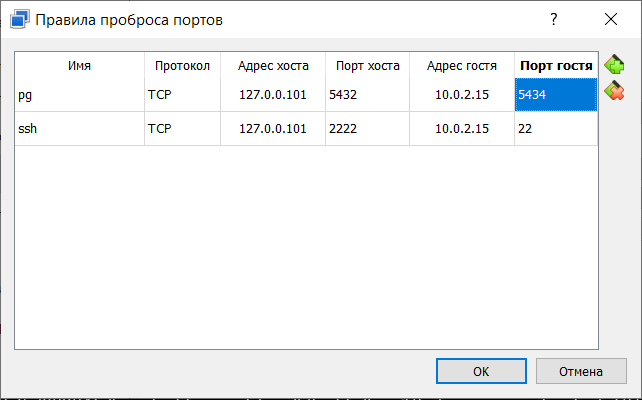 Правила проброса портов
Имя Протокол Адрес хоста Порт хоста Адрес гостя Порт гостя
pg TCP 127.0.0.101 5432 10.0.2.15 5434
ssh TCP 127.0.0.101 2222 10.0.2.15 22
OK Отмена